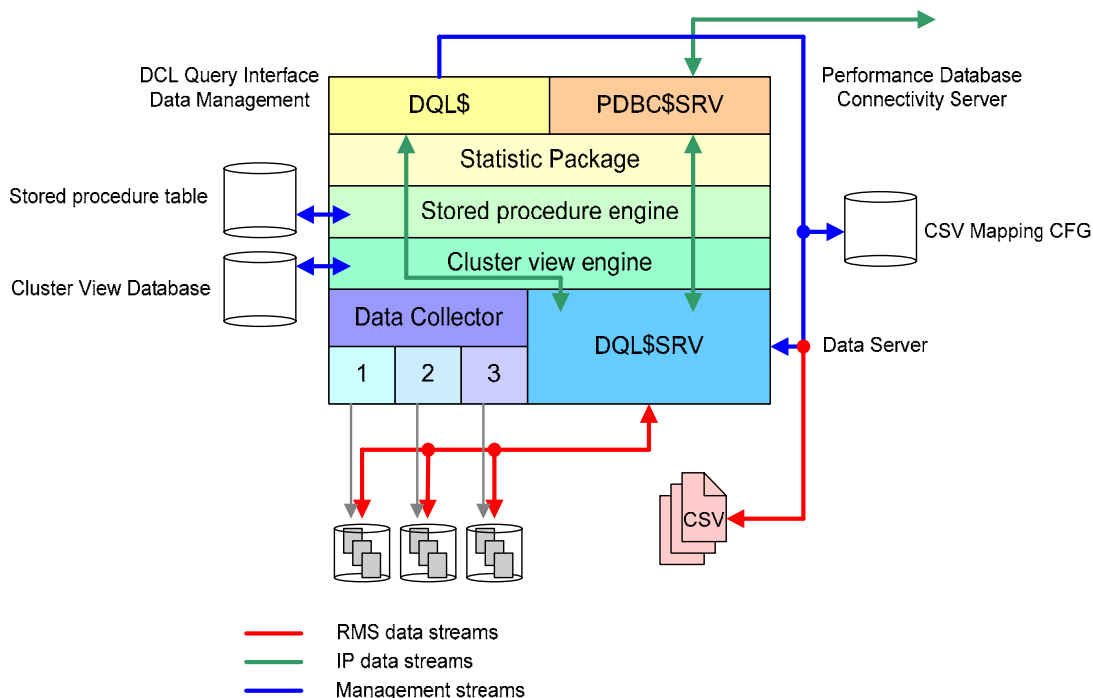 DCL Query Interface
Data Management
DQL$
PDBC$SRV
Performance Database
Connectivity Server
Statistic Package
Stored procedure table
Stored procedure engine
CSV Mapping CFG
Cluster View Database
Cluster view engine
Data Collector
DQL$SRV
Data Server
1
2
3
CSV
RMS data streams
IP data streams
Management streams